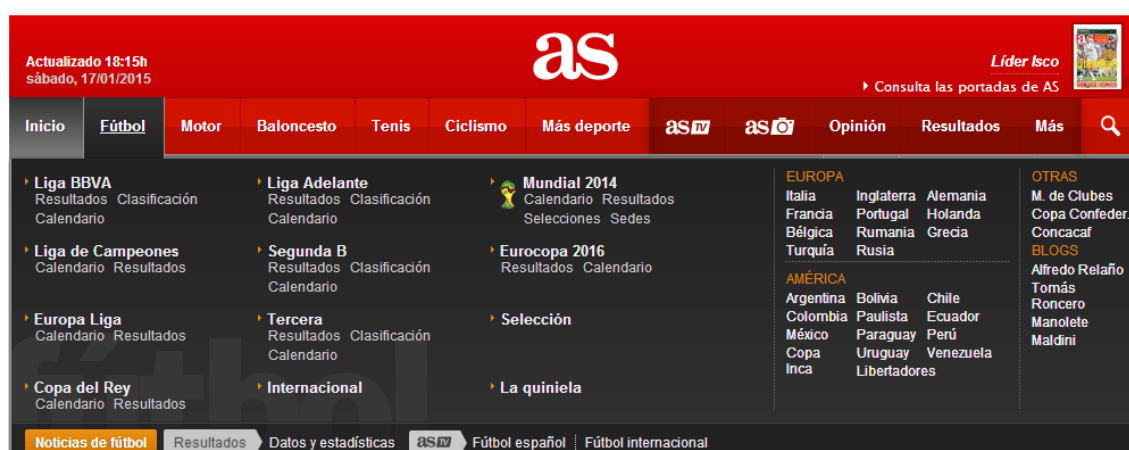 Actualizado 18:15h
sábado, 17/01/2015
as
Líder Isco
Consulta las portadas de AS
Inicio Fútbol Motor Baloncesto Tenis Ciclismo Más deporte as TV as Opinión Resultados Más
Liga BBVA
Resultados Clasificación
Calendario
Liga de Campeones
Calendario Resultados
Europa Liga
Calendario Resultados
Copa del Rey
Calendario Resultados
Liga Adelante
Resultados Clasificación
Calendario
Segunda B
Resultados Clasificación
Calendario
Tercera
Resultados Clasificación
Calendario
Internacional
Mundial 2014
Calendario Resultados
Selecciones Sedes
Eurocopa 2016
Resultados Calendario
Selección
La quiniela
EUROPA
Italia Inglaterra Alemania
Francia Portugal Holanda
Bélgica Rumania Grecia
Turquía Rusia
AMÉRICA
Argentina Bolivia Chile
Colombia Paulista Ecuador
México Paraguay Perú
Copa Uruguay Venezuela
Inca Libertadores
OTRAS
M. de Clubes
Copa Confeder.
Concacaf
BLOGS
Alfredo Relaño
Tomás
Roncero
Manolete
Maldini
fútbol
Noticias de fútbol Resultados Datos y estadísticas as TV Fútbol español Fútbol internacional